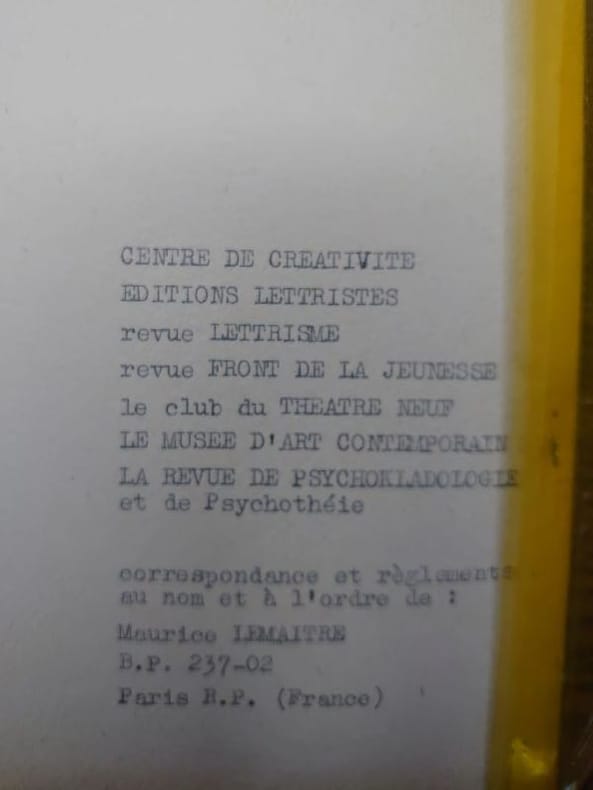 CENTRE DE CREATIVITE
EDITIONS LETTRISTES
revue LETTRISME
revue FRONT DE LA JEUNESSE
le club du THEATRE NEUF
LE MUSEE D'ART CONTEMPORAIN
LA REVUE DE PSYCHOKLADOLOGIE
et de Psychothéie
correspondance et règlements
au nom et à l'ordre de :
Maurice LEMAITRE
B.P. 237-02
Paris R.P. (France)